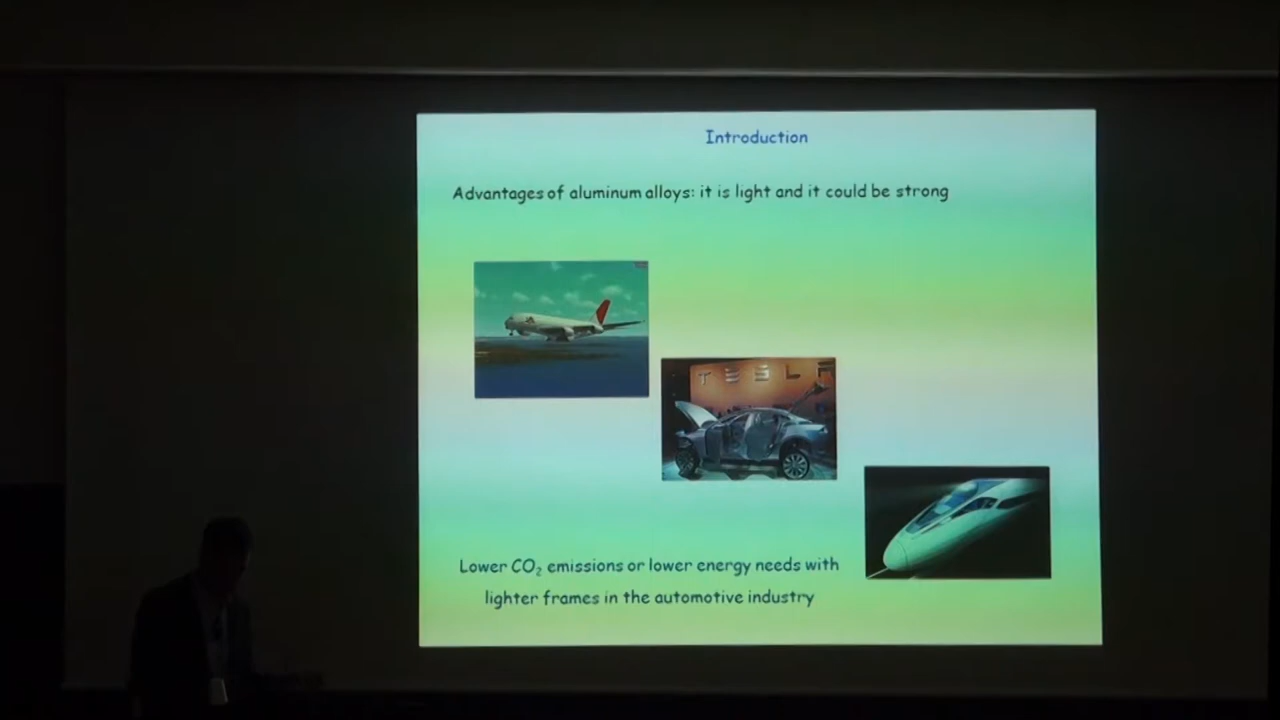 Introduction
Advantages of aluminum alloys: it is light and it could be strong
TESLA
Lower CO₂ emissions or lower energy needs with
lighter frames in the automotive industry